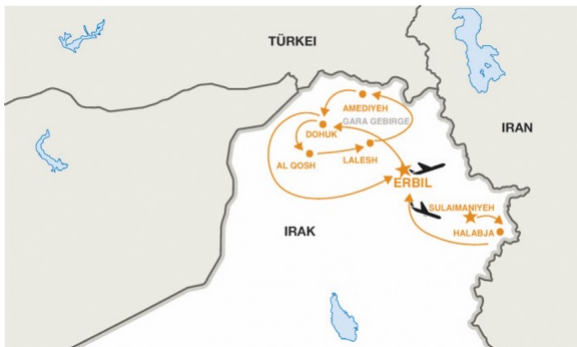 TÜRKEI
AMEDIYEH
GARA GEBIRGE
DOHUK
IRAN
AL QOSH
LALESH
ERBIL
SULAIMANIYEH
IRAK
HALABJA